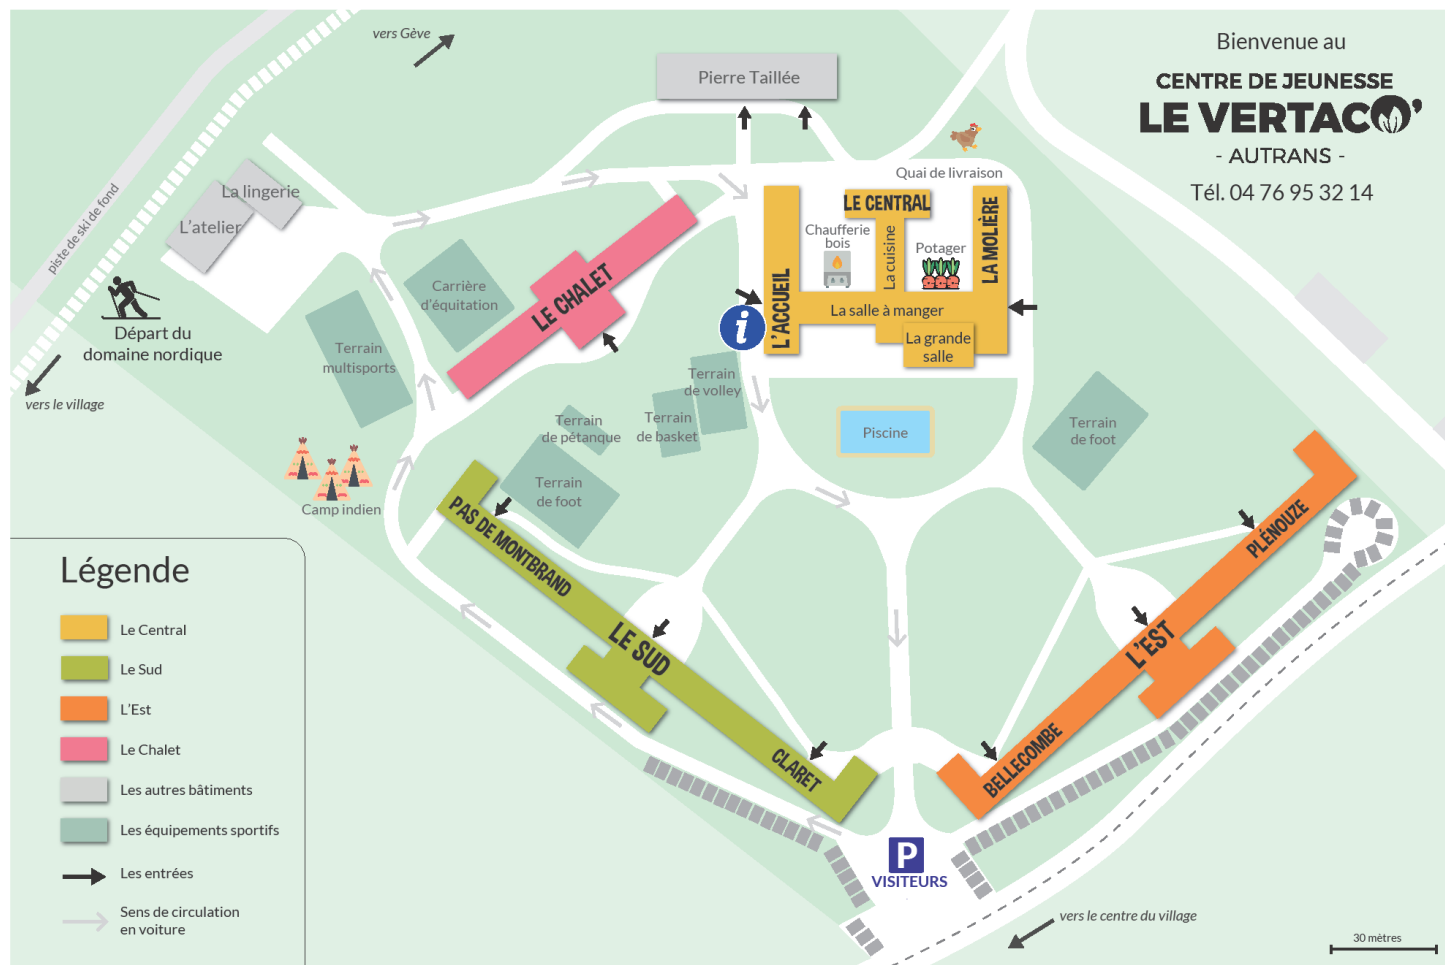 vers Gève
Bienvenue au
CENTRE DE JEUNESSE
LE VERTACO'
- AUTRANS -
Tél. 04 76 95 32 14
Pierre Taillée
Quai de livraison
La lingerie
L'atelier
piste de ski de fond
LE CENTRAL
LA MOLIÈRE
Chaufferie
bois
La cuisine
Potager
L'ACCUEIL
i
La salle à manger
La grande
salle
Carrière
d'équitation
LE CHALET
Départ du
domaine nordique
Terrain
multisports
vers le village
Terrain
de volley
Terrain
de pétanque
Terrain
de basket
Piscine
Terrain
de foot
Camp indien
Terrain
de foot
PAS DE MONTBRAND
LE SUD
CLARET
PLÉNOUZE
L'EST
BELLECOMBE
P
VISITEURS
vers le centre du village
30 mètres
Légende
Le Central
Le Sud
L'Est
Le Chalet
Les autres bâtiments
Les équipements sportifs
Les entrées
Sens de circulation
en voiture